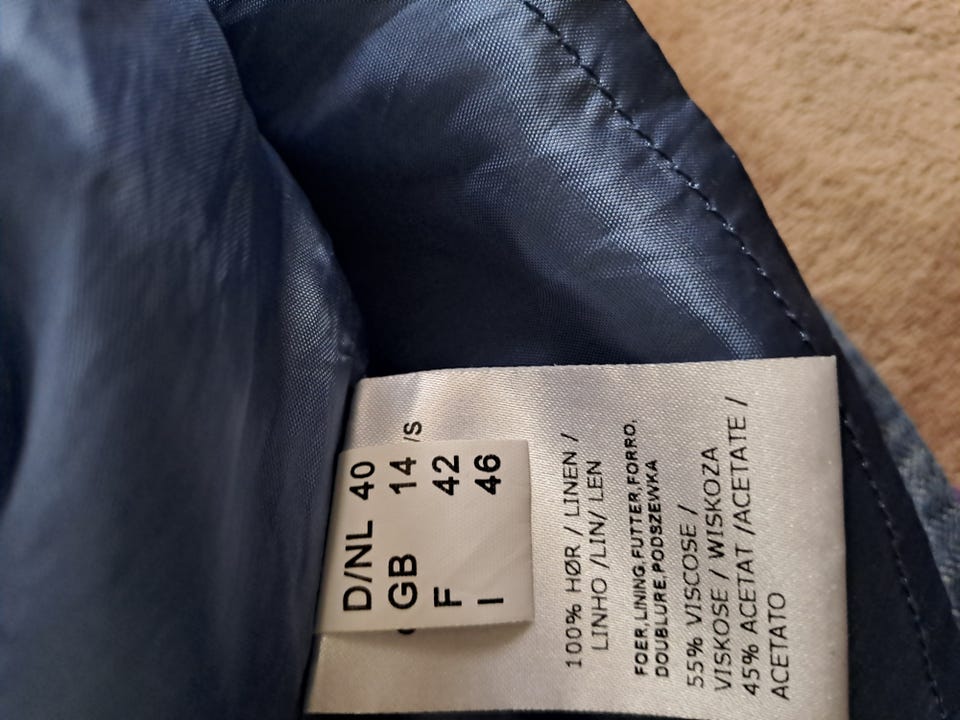 D/NL 40
GB 14
F 42
I 46
/S
100% HØR / LINEN /
LINHO /LIN/ LEN
FOER,LINING,FUTTER,FORRO,
DOUBLURE,PODSZEWKA
55% VISCOSE /
VISKOSE / WISKOZA
45% ACETAT /ACETATE /
ACETATO